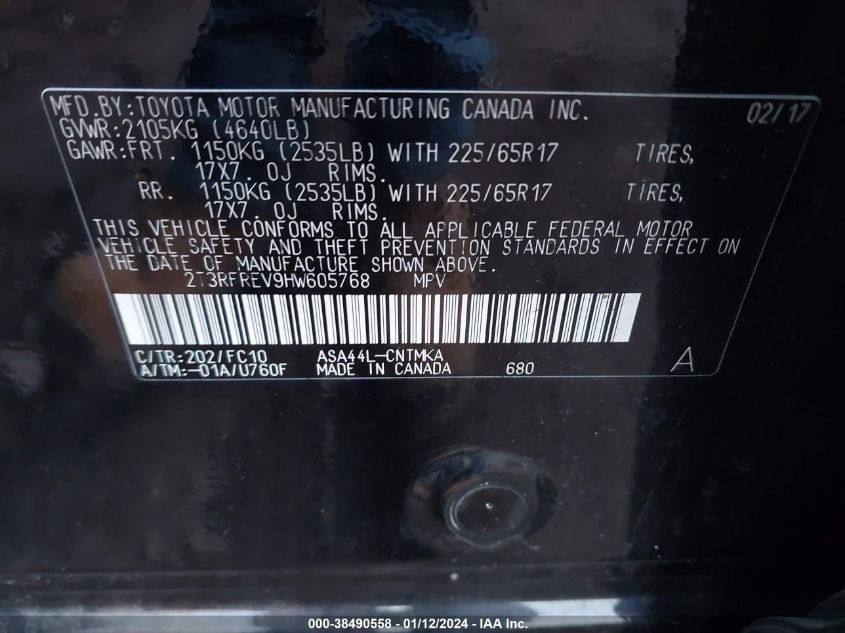 MFD.BY:TOYOTA MOTOR MANUFACTURING CANADA INC. 02/17
GVWR:2105KG (4640LB)
GAWR:FRT. 1150KG (2535LB) WITH 225/65R17 TIRES,
17X7.0J RIMS.
RR. 1150KG (2535LB) WITH 225/65R17 TIRES,
17X7.0J RIMS.
THIS VEHICLE CONFORMS TO ALL APPLICABLE FEDERAL MOTOR
VEHICLE SAFETY AND THEFT PREVENTION STANDARDS IN EFFECT ON
THE DATE OF MANUFACTURE SHOWN ABOVE.
2T3RFREV9HW605768 MPV
C/TR:202/FC10 ASA44L-CNTMKA
A/TM:-01A/U760F MADE IN CANADA 680 A
000-38490558 - 01/12/2024 - IAA Inc.